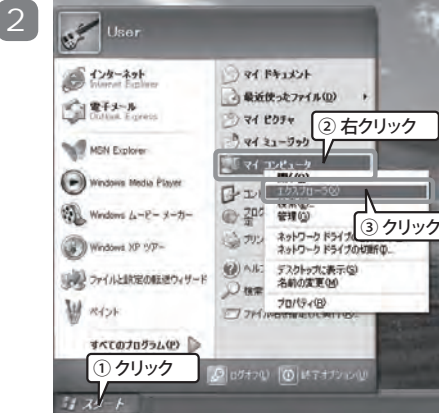 2
User
インターネット
Internet Explorer
電子メール
Outlook Express
MSN Explorer
Windows Media Player
Windows ムービー メーカー
Windows XP ツアー
ファイルと設定の転送ウィザード
ペイント
すべてのプログラム(P)
① クリック
スタート
マイ ドキュメント
最近使ったファイル(D)
マイ ピクチャ
② 右クリック
マイ ミュージック
マイ コンピュータ
エクスプローラ(X)
管理(G)
③ クリック
ネットワーク ドライブ
ネットワーク ドライブの切断(I)...
デスクトップに表示(S)
名前の変更(M)
プロパティ(R)
検索
ログオフ(L)
終了オプション(U)